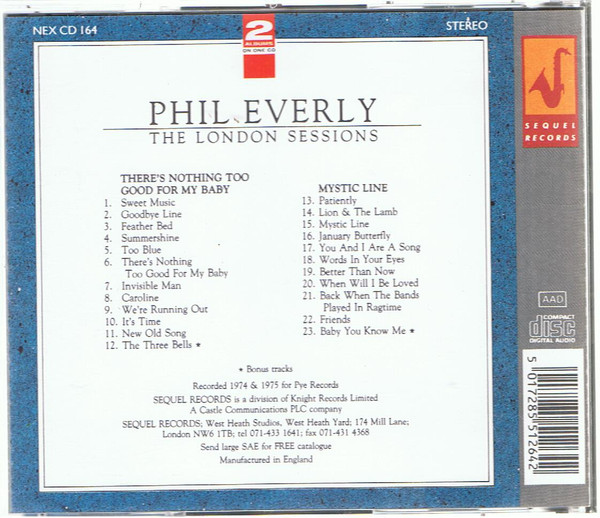 NEX CD 164
2
ALBUMS
ON ONE CD
STEREO
PHIL EVERLY
THE LONDON SESSIONS
SEQUEL
RECORDS
THERE'S NOTHING TOO
GOOD FOR MY BABY
1. Sweet Music
2. Goodbye Line
3. Feather Bed
4. Summershine
5. Too Blue
6. There's Nothing
Too Good For My Baby
7. Invisible Man
8. Caroline
9. We're Running Out
10. It's Time
11. New Old Song
12. The Three Bells ★
MYSTIC LINE
13. Patiently
14. Lion & The Lamb
15. Mystic Line
16. January Butterfly
17. You And I Are A Song
18. Words In Your Eyes
19. Better Than Now
20. When Will I Be Loved
21. Back When The Bands
Played In Ragtime
22. Friends
23. Baby You Know Me ★
★ Bonus tracks
Recorded 1974 & 1975 for Pye Records
SEQUEL RECORDS is a division of Knight Records Limited
A Castle Communications PLC company
SEQUEL RECORDS; West Heath Studios, West Heath Yard; 174 Mill Lane;
London NW6 1TB; tel 071-433 1641; fax 071-431 4368
Send large SAE for FREE catalogue
Manufactured in England
AAD
COMPACT
disc
DIGITAL AUDIO
5 017285 512642